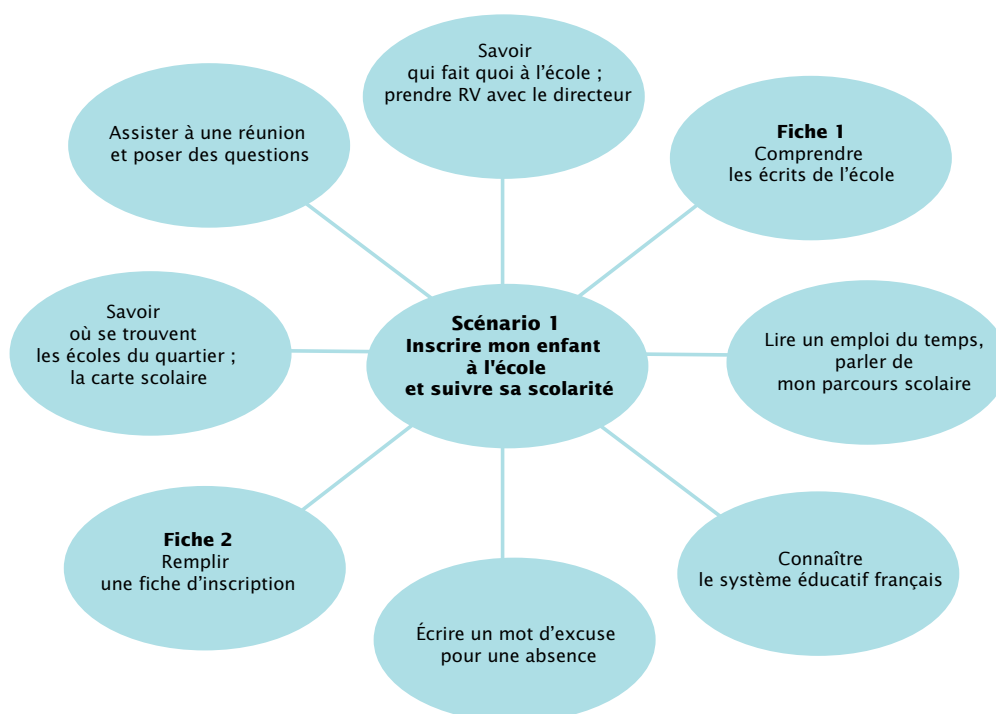 Savoir
qui fait quoi à l’école ;
prendre RV avec le directeur
Assister à une réunion
et poser des questions
Fiche 1
Comprendre
les écrits de l’école
Savoir
où se trouvent
les écoles du quartier ;
la carte scolaire
Scénario 1
Inscrire mon enfant
à l'école
et suivre sa scolarité
Lire un emploi du temps,
parler de
mon parcours scolaire
Fiche 2
Remplir
une fiche d’inscription
Connaître
le système éducatif français
Écrire un mot d’excuse
pour une absence